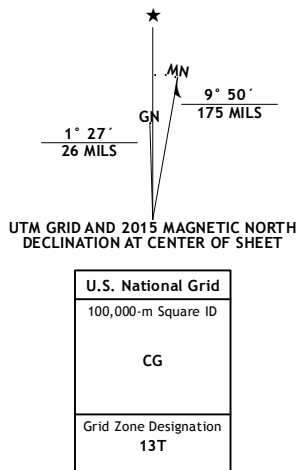 ★
MN
GN
9° 50´
175 MILS
1° 27´
26 MILS
UTM GRID AND 2015 MAGNETIC NORTH
DECLINATION AT CENTER OF SHEET
U.S. National Grid
100,000-m Square ID
CG
Grid Zone Designation
13T